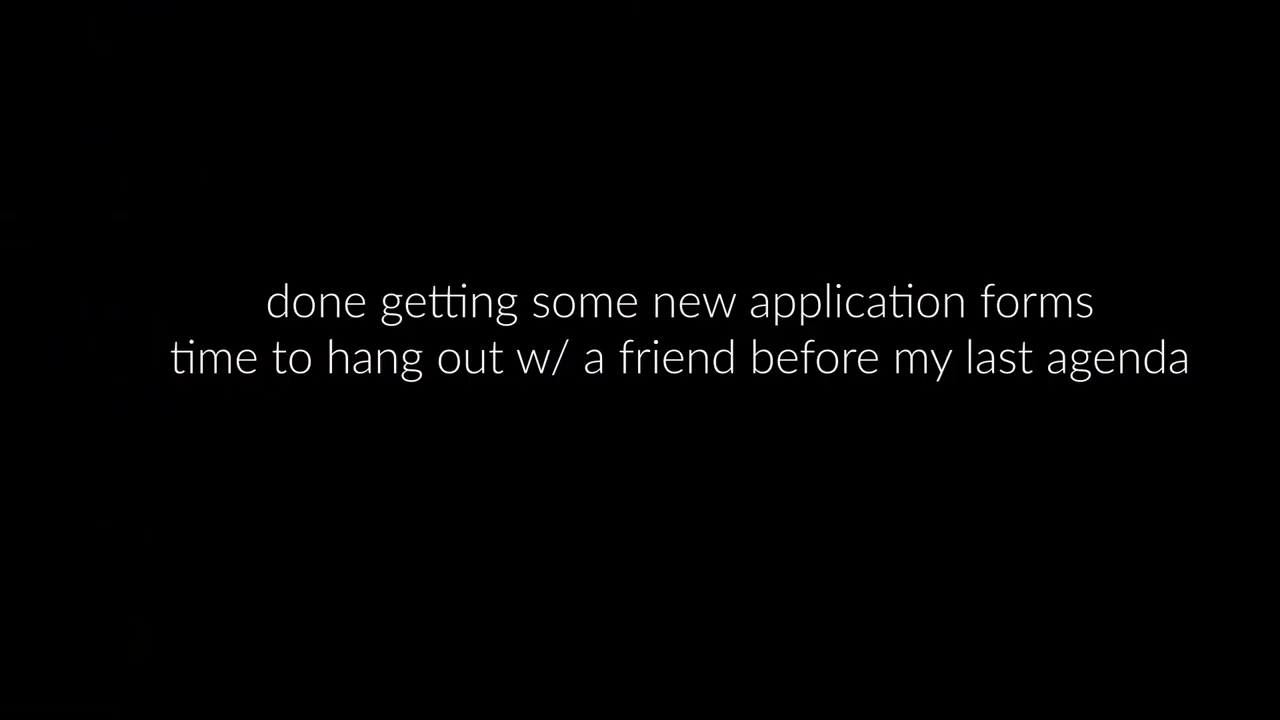 done getting some new application forms
time to hang out w/ a friend before my last agenda